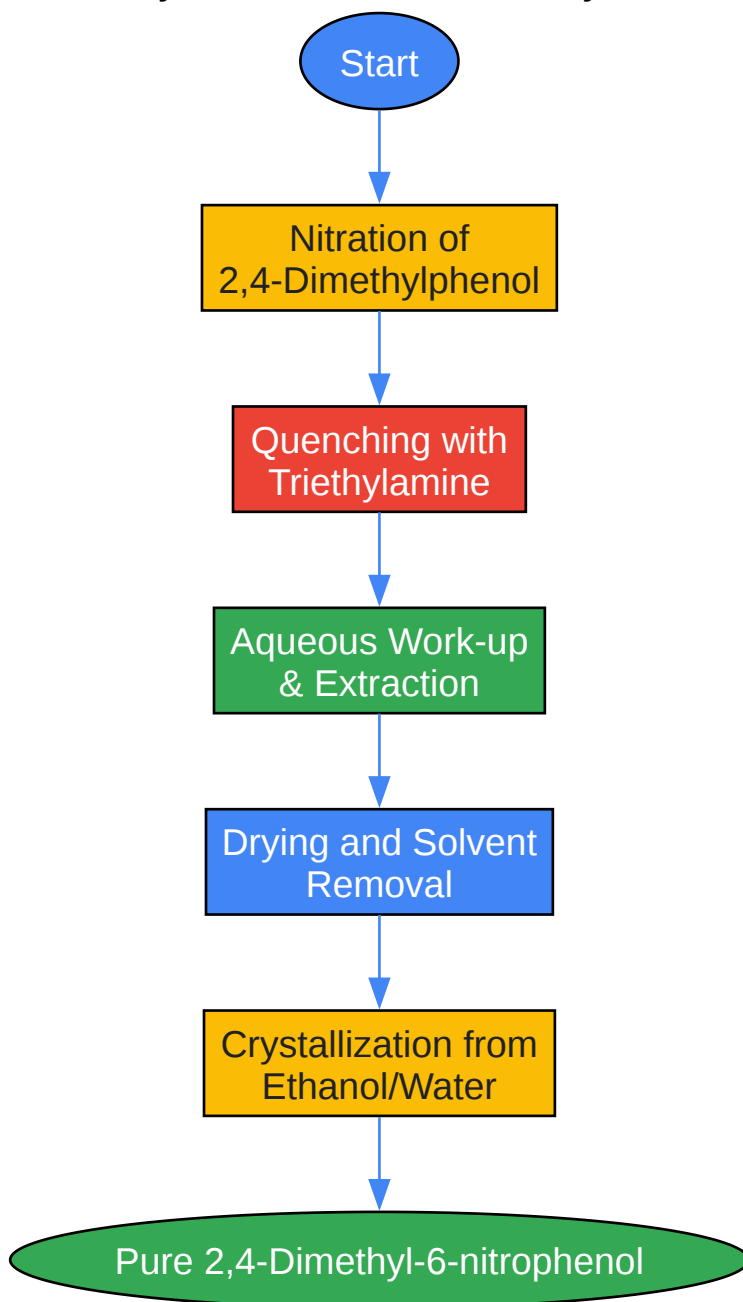 Start
Nitration of
2,4-Dimethylphenol
Quenching with
Triethylamine
Aqueous Work-up
& Extraction
Drying and Solvent
Removal
Crystallization from
Ethanol/Water
Pure 2,4-Dimethyl-6-nitrophenol